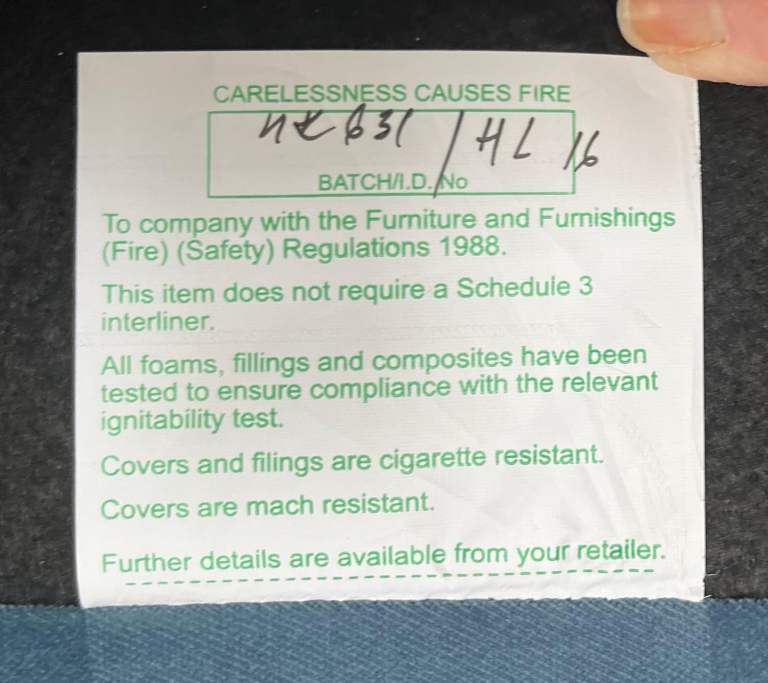 CARELESSNESS CAUSES FIRE
631 / HL 16
BATCH/I.D. No
To company with the Furniture and Furnishings
(Fire) (Safety) Regulations 1988.
This item does not require a Schedule 3
interliner.
All foams, fillings and composites have been
tested to ensure compliance with the relevant
ignitability test.
Covers and filings are cigarette resistant.
Covers are mach resistant.
Further details are available from your retailer.